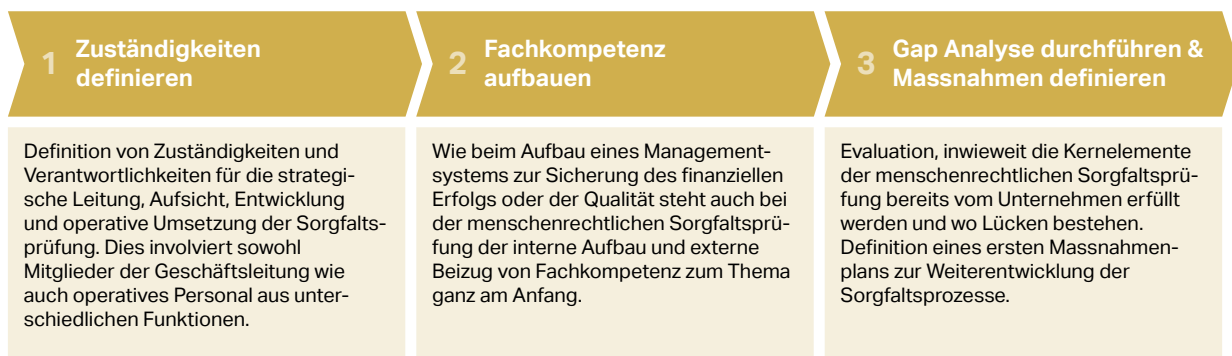 1 Zuständigkeiten
definieren
Definition von Zuständigkeiten und
Verantwortlichkeiten für die strategi-
sche Leitung, Aufsicht, Entwicklung
und operative Umsetzung der Sorgfalts-
prüfung. Dies involviert sowohl
Mitglieder der Geschäftsleitung wie
auch operatives Personal aus unter-
schiedlichen Funktionen.
2 Fachkompetenz
aufbauen
Wie beim Aufbau eines Management-
systems zur Sicherung des finanziellen
Erfolgs oder der Qualität steht auch bei
der menschenrechtlichen Sorgfaltsprü-
fung der interne Aufbau und externe
Beizug von Fachkompetenz zum Thema
ganz am Anfang.
3 Gap Analyse durchführen &
Massnahmen definieren
Evaluation, inwieweit die Kernelemente
der menschenrechtlichen Sorgfaltsprü-
fung bereits vom Unternehmen erfüllt
werden und wo Lücken bestehen.
Definition eines ersten Massnahmen-
plans zur Weiterentwicklung der
Sorgfaltsprozesse.